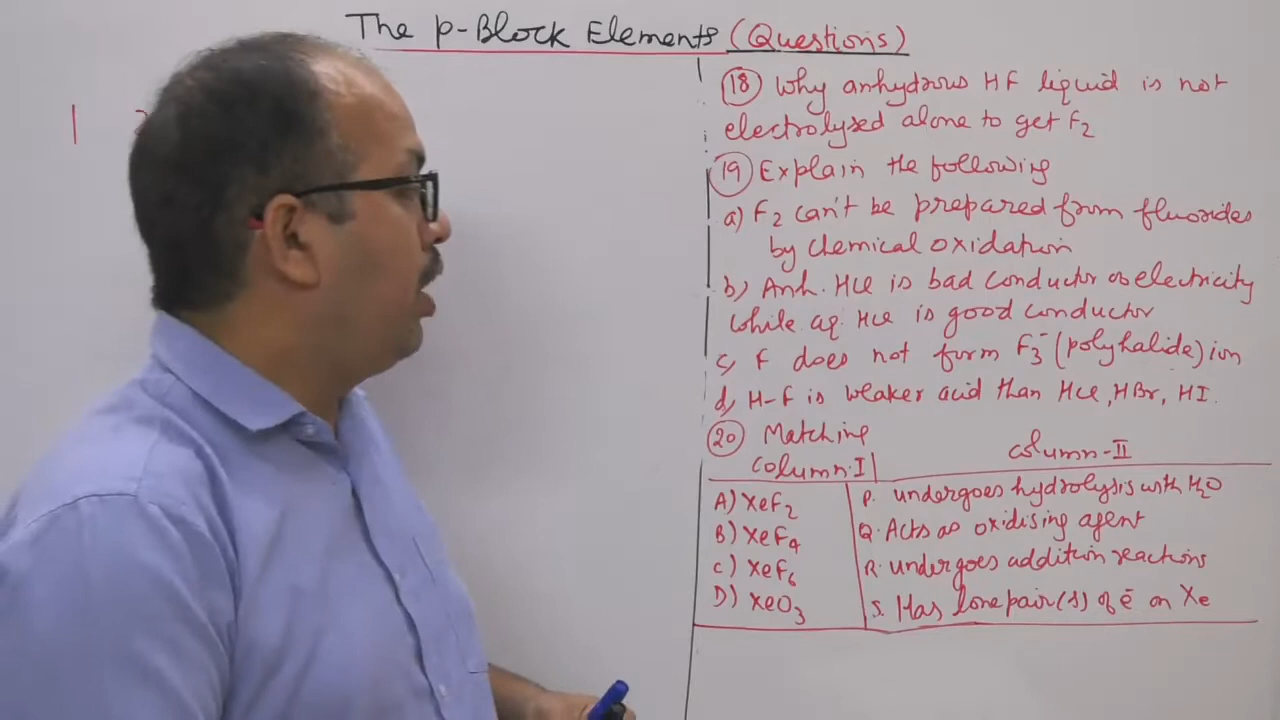 The p-Block Elements (Questions)
1
18 Why anhydrous HF liquid is not
electrolyzed alone to get F2
19 Explain the following
a) F2 can't be prepared from fluorides
by chemical oxidation
b) Anh. HCl is bad conductor of electricity
while aq. HCl is good conductor
c) F does not form F3⁻ (polyhalide) ion
d) H-F is weaker acid than HCl, HBr, HI.
20 Matching
Column-I
Column-II
A) XeF2
P. undergoes hydrolysis with H2O
B) XeF4
Q. Acts as oxidising agent
C) XeF6
R. undergoes addition reactions
D) XeO3
S. Has lone pair(s) of e⁻ on Xe